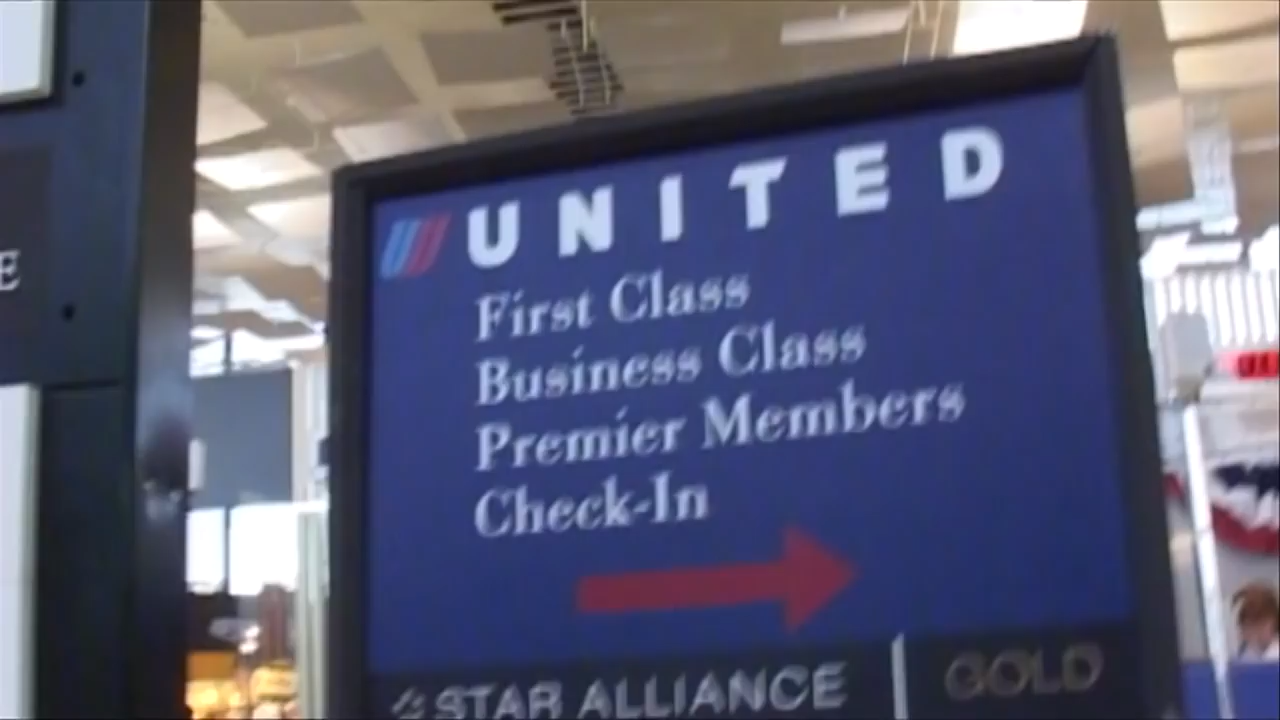 UNITED
First Class
Business Class
Premier Members
Check-In
STAR ALLIANCE GOLD
E